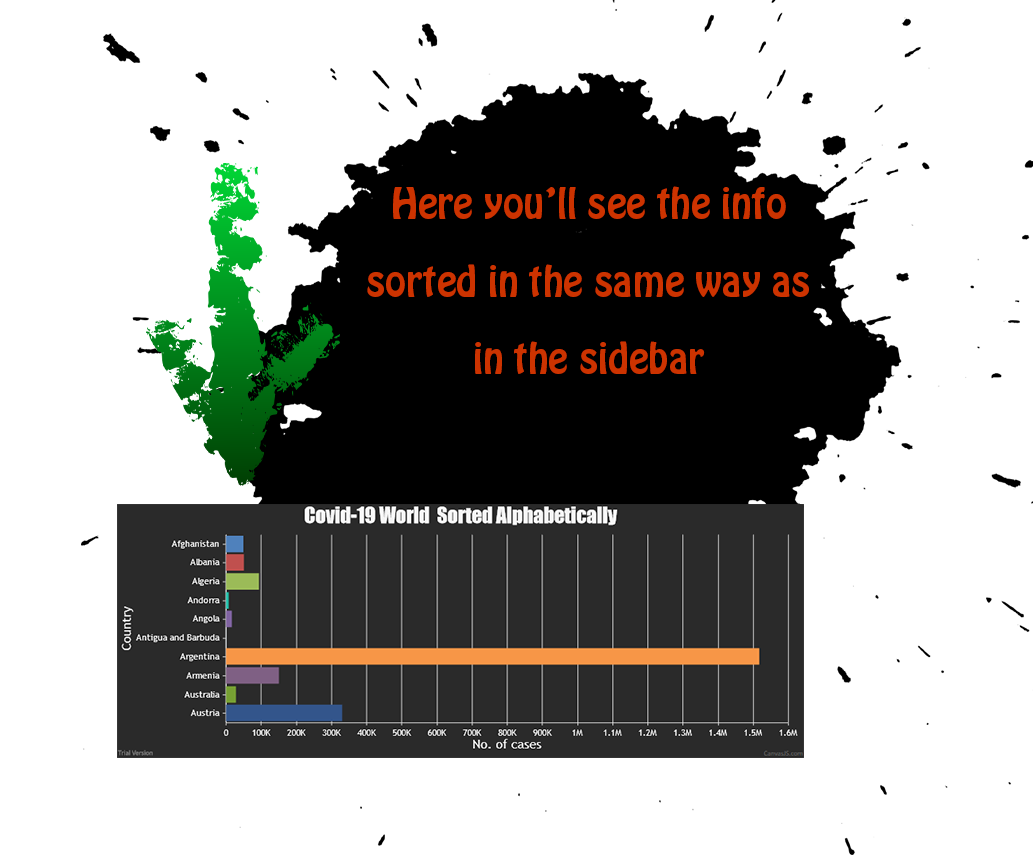 Here you'll see the info
sorted in the same way as
in the sidebar
Covid-19 World Sorted Alphabetically
Country
Afghanistan
Albania
Algeria
Andorra
Angola
Antigua and Barbuda
Argentina
Armenia
Australia
Austria
0 100K 200K 300K 400K 500K 600K 700K 800K 900K 1M 1.1M 1.2M 1.3M 1.4M 1.5M 1.6M
No. of cases
Trial Version
CanvasJS.com